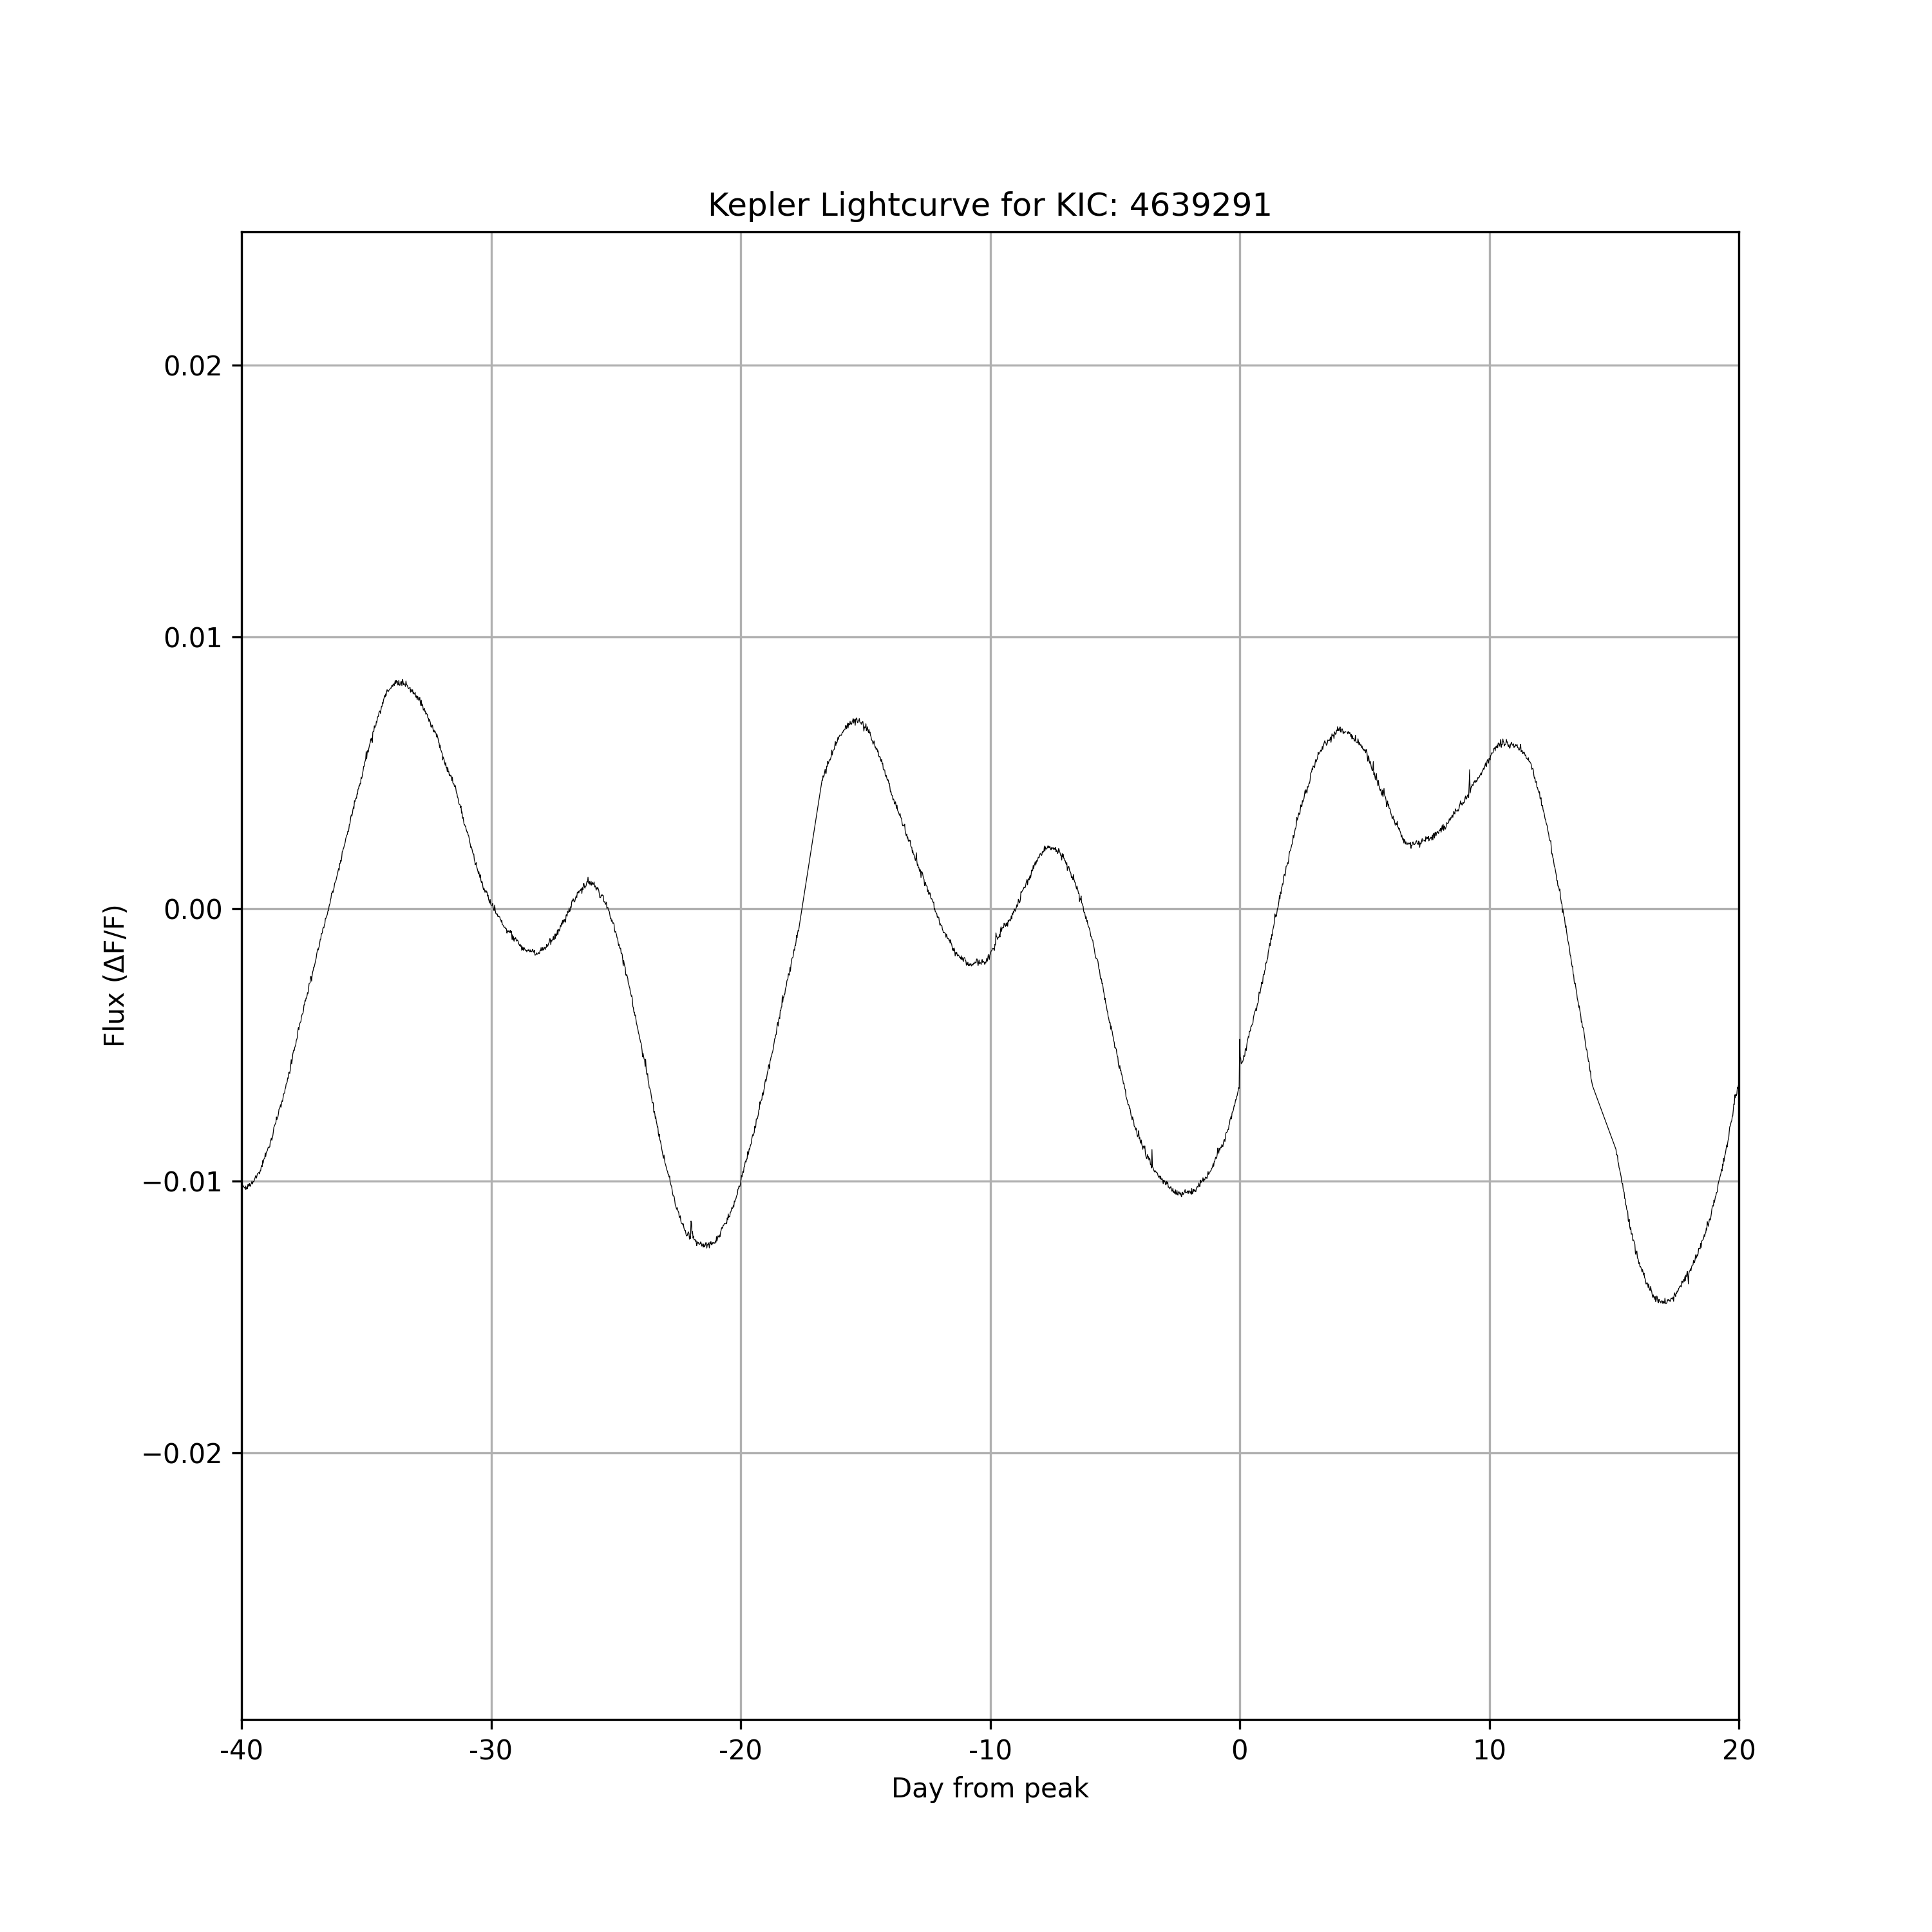 Kepler Lightcurve for KIC: 4639291
0.02
0.01
0.00
−0.01
−0.02
Flux (ΔF/F)
-40 -30 -20 -10 0 10 20
Day from peak